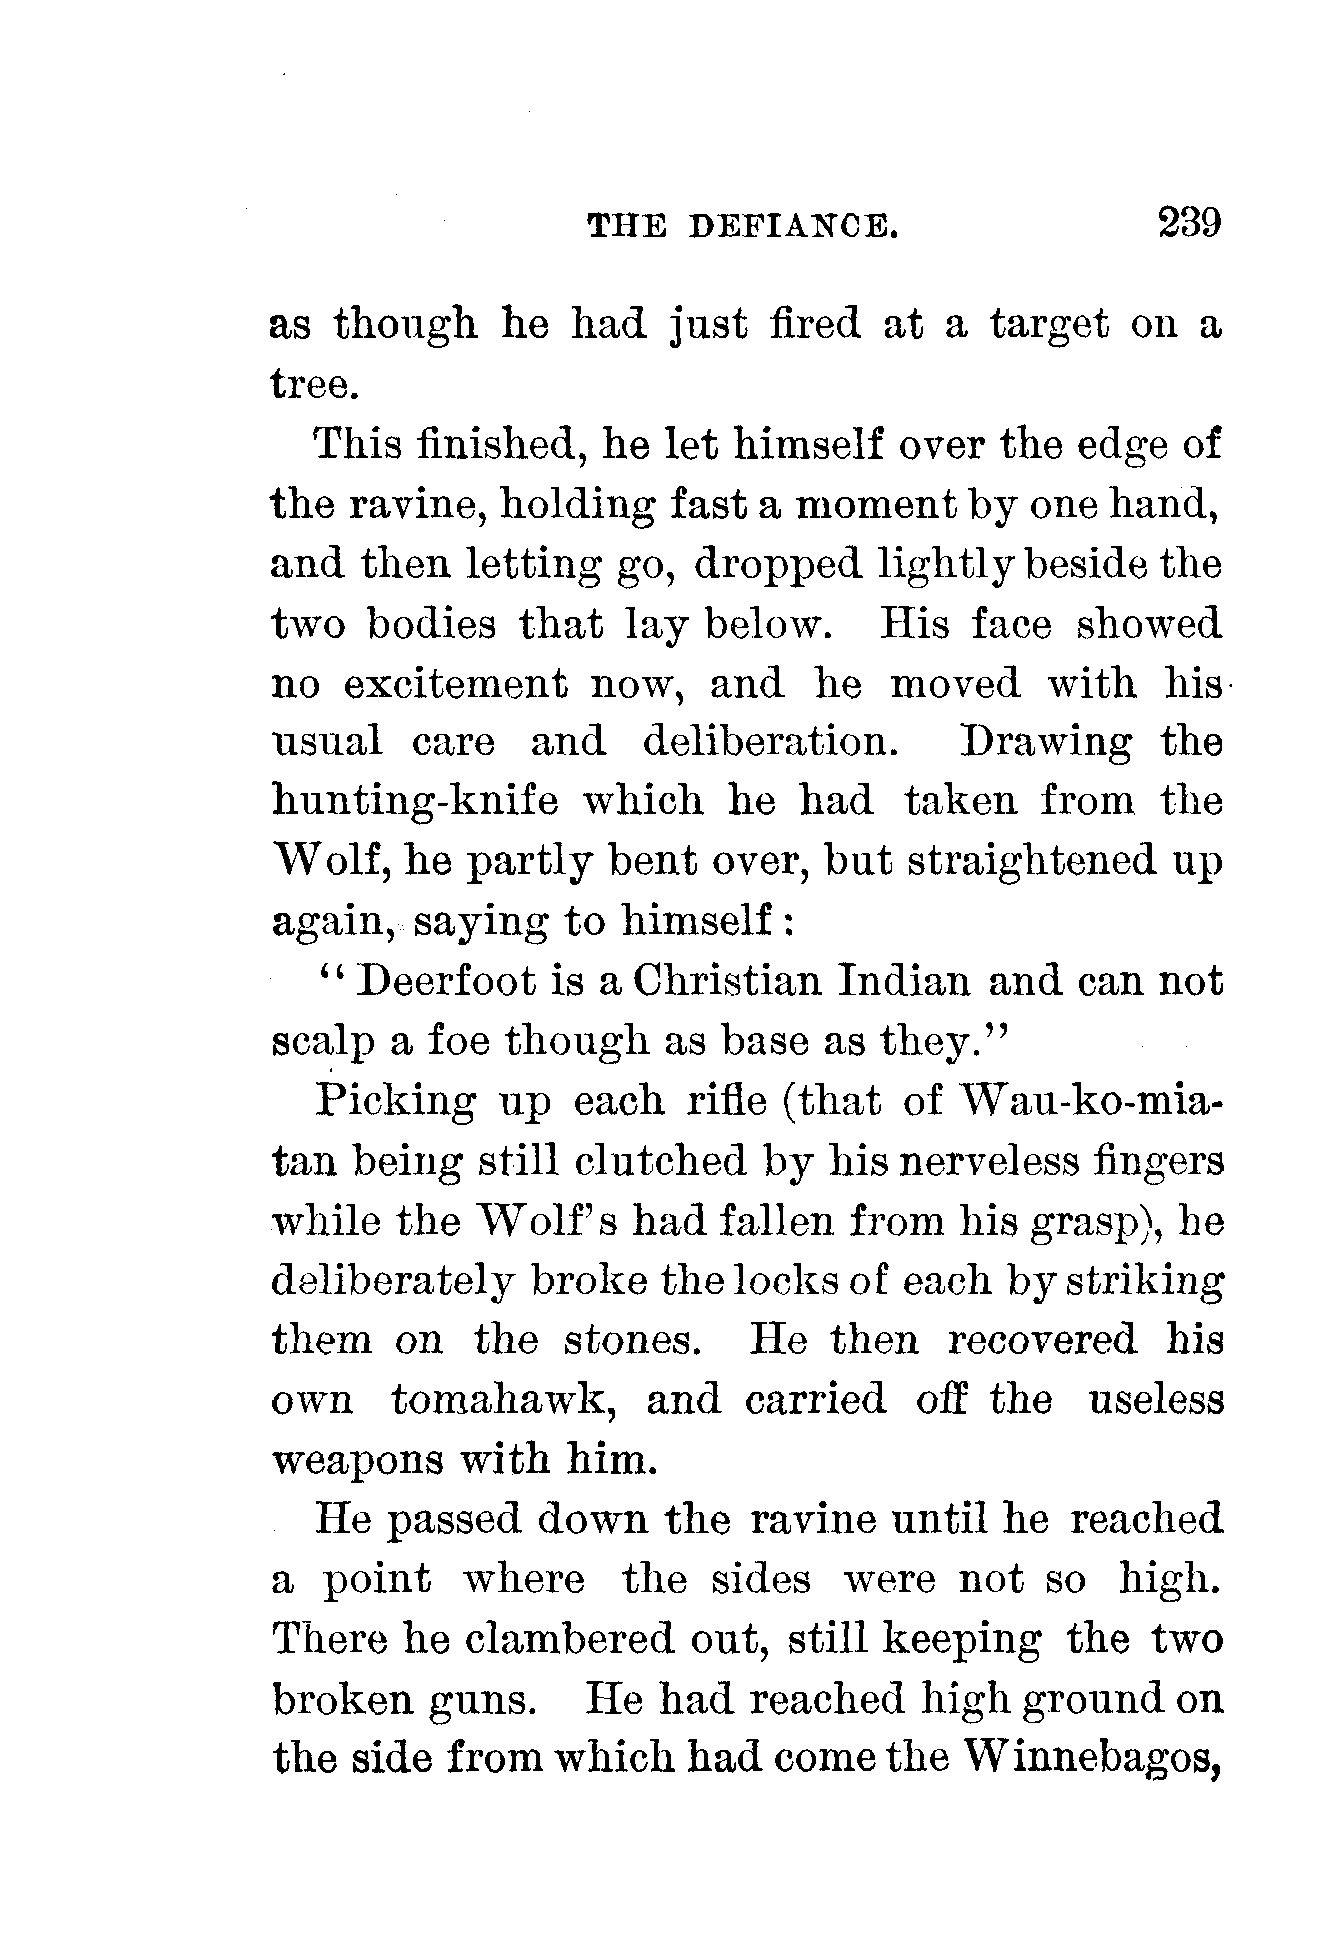 THE DEFIANCE. 239
as though he had just fired at a target on a
tree.
This finished, he let himself over the edge of
the ravine, holding fast a moment by one hand,
and then letting go, dropped lightly beside the
two bodies that lay below. His face showed
no excitement now, and he moved with his
usual care and deliberation. Drawing the
hunting-knife which he had taken from the
Wolf, he partly bent over, but straightened up
again, saying to himself:
"Deerfoot is a Christian Indian and can not
scalp a foe though as base as they."
Picking up each rifle (that of Wau-ko-mia-
tan being still clutched by his nerveless fingers
while the Wolf's had fallen from his grasp), he
deliberately broke the locks of each by striking
them on the stones. He then recovered his
own tomahawk, and carried off the useless
weapons with him.
He passed down the ravine until he reached
a point where the sides were not so high.
There he clambered out, still keeping the two
broken guns. He had reached high ground on
the side from which had come the Winnebagos,